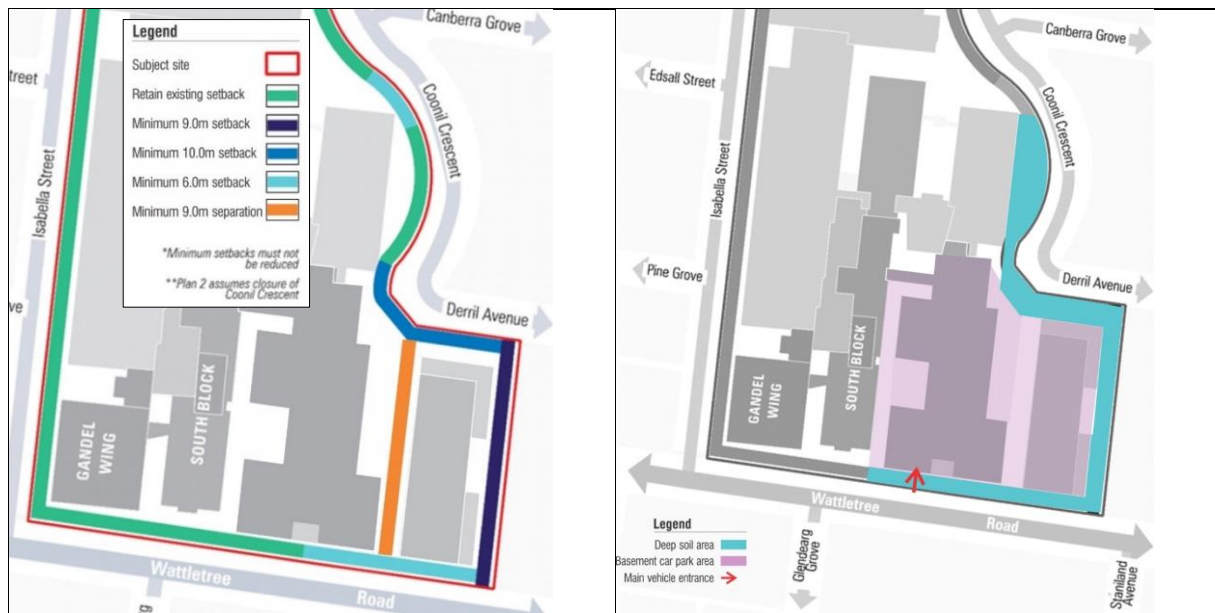 Canberra Grove
Legend
Subject site
Retain existing setback
Minimum 9.0m setback
Minimum 10.0m setback
Minimum 6.0m setback
Minimum 9.0m separation
*Minimum setbacks must not
be reduced
**Plan 2 assumes closure of
Coonil Crescent
treet
Isabella Street
ve
Coonil Crescent
Derril Avenue
GANDEL
WING
SOUTH BLOCK
Wattletree Road
g
Canberra Grove
Edsall Street
Coonil Crescent
Isabella Street
Pine Grove
Derril Avenue
GANDEL
WING
SOUTH BLOCK
Wattletree Road
Legend
Deep soil area
Basement car park area
Main vehicle entrance
Glendearg
Grove
Staniland
Avenue